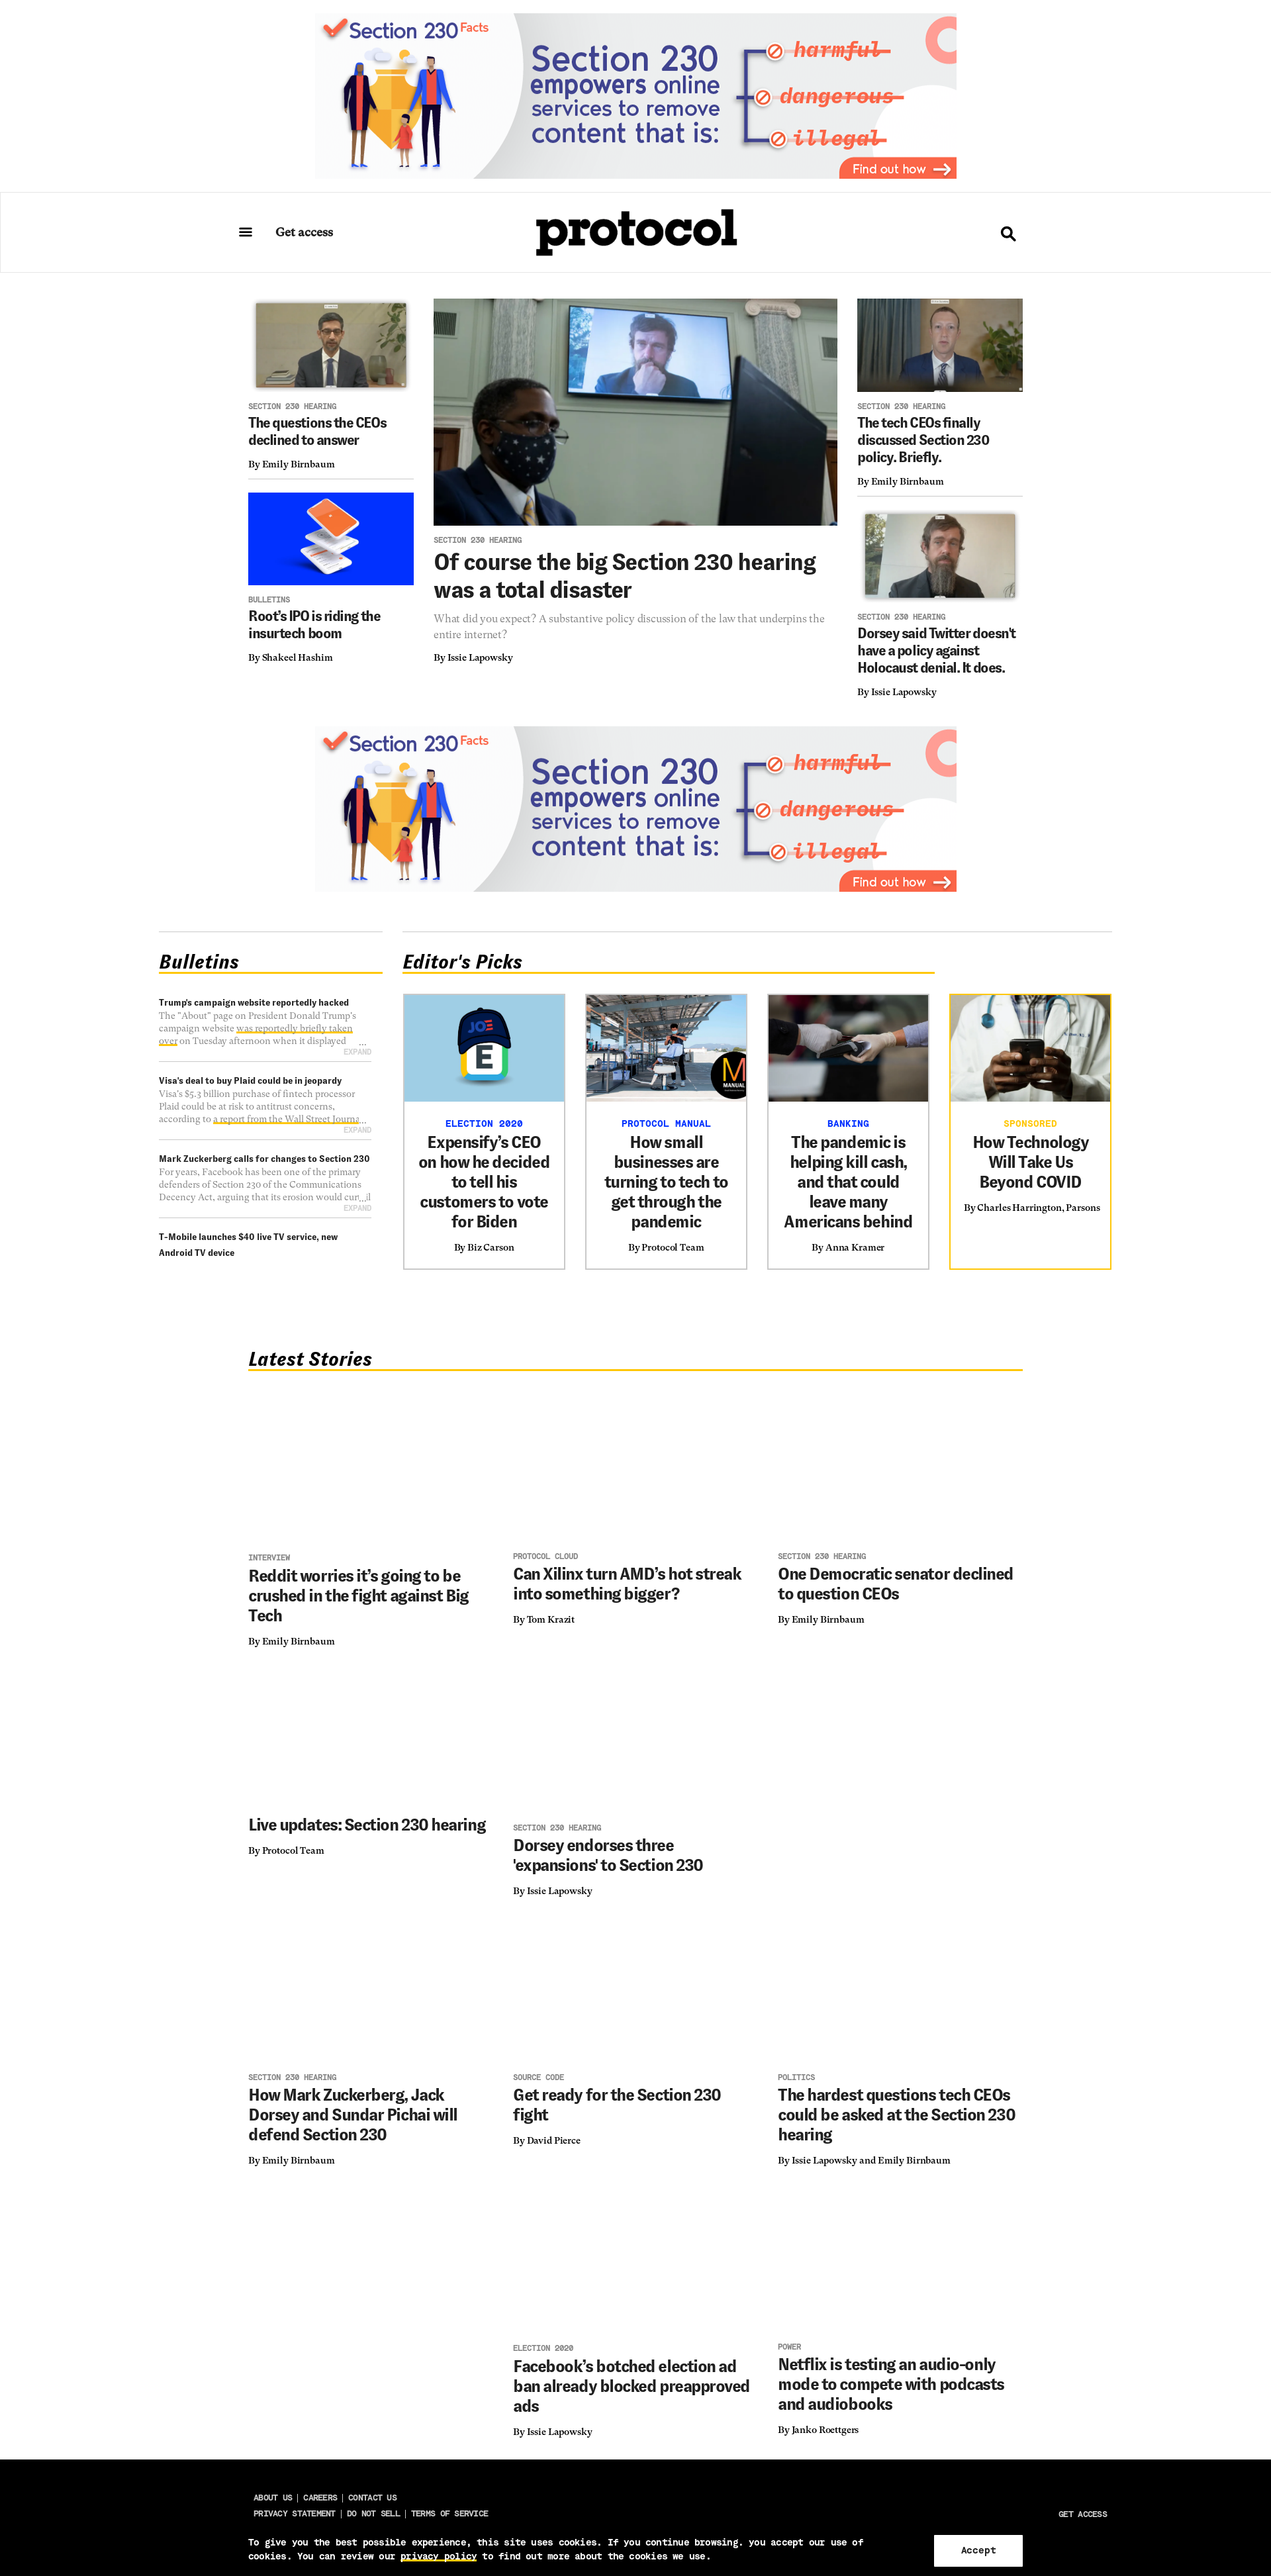 Section 230 Facts
Section 230
empowers online
services to remove
content that is:
harmful
dangerous
illegal
Find out how
Get access
protocol
SECTION 230 HEARING
The questions the CEOs
declined to answer
By Emily Birnbaum
BULLETINS
Root's IPO is riding the
insurtech boom
By Shakeel Hashim
SECTION 230 HEARING
Of course the big Section 230 hearing
was a total disaster
What did you expect? A substantive policy discussion of the law that underpins the
entire internet?
By Issie Lapowsky
SECTION 230 HEARING
The tech CEOs finally
discussed Section 230
policy. Briefly.
By Emily Birnbaum
SECTION 230 HEARING
Dorsey said Twitter doesn't
have a policy against
Holocaust denial. It does.
By Issie Lapowsky
Section 230 Facts
Section 230
empowers online
services to remove
content that is:
harmful
dangerous
illegal
Find out how
Bulletins
Trump's campaign website reportedly hacked
The "About" page on President Donald Trump's
campaign website was reportedly briefly taken
over on Tuesday afternoon when it displayed ...
EXPAND
Visa's deal to buy Plaid could be in jeopardy
Visa's $5.3 billion purchase of fintech processor
Plaid could be at risk to antitrust concerns,
according to a report from the Wall Street Journa...
EXPAND
Mark Zuckerberg calls for changes to Section 230
For years, Facebook has been one of the primary
defenders of Section 230 of the Communications
Decency Act, arguing that its erosion would cur...l
EXPAND
T-Mobile launches $40 live TV service, new
Android TV device
Editor's Picks
JOE
E
ELECTION 2020
Expensify's CEO
on how he decided
to tell his
customers to vote
for Biden
By Biz Carson
M
MANUAL
PROTOCOL MANUAL
How small
businesses are
turning to tech to
get through the
pandemic
By Protocol Team
BANKING
The pandemic is
helping kill cash,
and that could
leave many
Americans behind
By Anna Kramer
SPONSORED
How Technology
Will Take Us
Beyond COVID
By Charles Harrington, Parsons
Latest Stories
INTERVIEW
Reddit worries it's going to be
crushed in the fight against Big
Tech
By Emily Birnbaum
PROTOCOL CLOUD
Can Xilinx turn AMD's hot streak
into something bigger?
By Tom Krazit
SECTION 230 HEARING
One Democratic senator declined
to question CEOs
By Emily Birnbaum
Live updates: Section 230 hearing
By Protocol Team
SECTION 230 HEARING
Dorsey endorses three
'expansions' to Section 230
By Issie Lapowsky
SECTION 230 HEARING
How Mark Zuckerberg, Jack
Dorsey and Sundar Pichai will
defend Section 230
By Emily Birnbaum
SOURCE CODE
Get ready for the Section 230
fight
By David Pierce
POLITICS
The hardest questions tech CEOs
could be asked at the Section 230
hearing
By Issie Lapowsky and Emily Birnbaum
ELECTION 2020
Facebook's botched election ad
ban already blocked preapproved
ads
By Issie Lapowsky
POWER
Netflix is testing an audio-only
mode to compete with podcasts
and audiobooks
By Janko Roettgers
ABOUT US | CAREERS | CONTACT US
PRIVACY STATEMENT | DO NOT SELL | TERMS OF SERVICE
GET ACCESS
To give you the best possible experience, this site uses cookies. If you continue browsing. you accept our use of
cookies. You can review our privacy policy to find out more about the cookies we use.
Accept